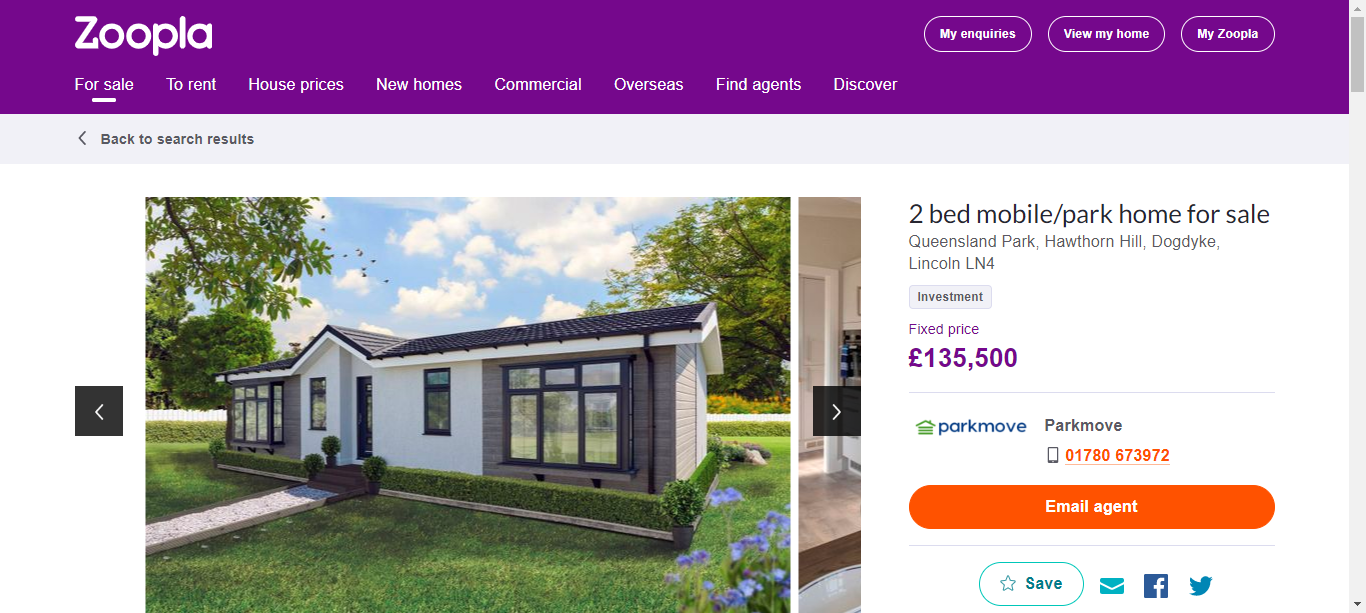 Zoopla
My enquiries
View my home
My Zoopla
For sale
To rent
House prices
New homes
Commercial
Overseas
Find agents
Discover
Back to search results
2 bed mobile/park home for sale
Queensland Park, Hawthorn Hill, Dogdyke,
Lincoln LN4
Investment
Fixed price
£135,500
parkmove
Parkmove
01780 673972
Email agent
Save